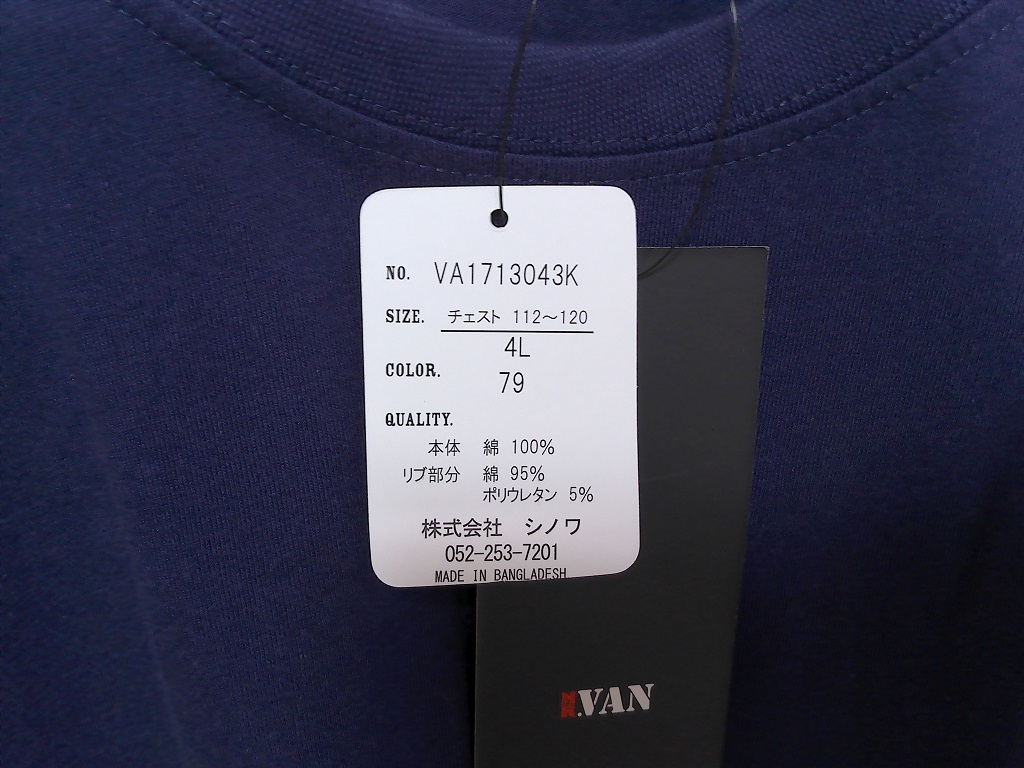 NO. VA1713043K
SIZE. チェスト 112～120
4L
COLOR. 79
QUALITY.
本体 綿 100%
リブ部分 綿 95%
ポリウレタン 5%
株式会社 シノワ
052-253-7201
MADE IN BANGLADESH
.VAN